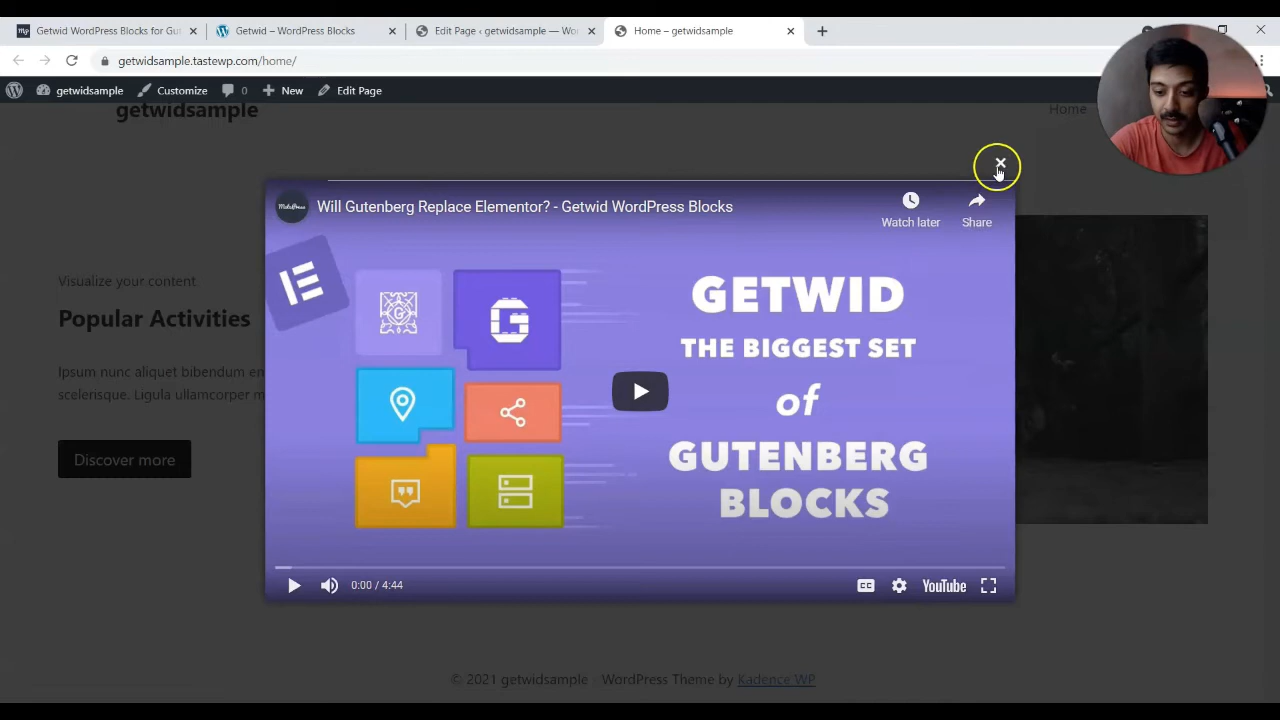 Getwid WordPress Blocks for Gut
Getwid – WordPress Blocks
Edit Page ‹ getwidsample — Wor
Home – getwidsample
getwidsample.tastewp.com/home/
getwidsample
Customize
0
New
Edit Page
getwidsample
Home
MotoPress
Will Gutenberg Replace Elementor? - Getwid WordPress Blocks
Watch later
Share
Visualize your content
Popular Activities
Ipsum nunc aliquet bibendum en
scelerisque. Ligula ullamcorper m
Discover more
GETWID
THE BIGGEST SET
of
GUTENBERG
BLOCKS
0:00 / 4:44
CC
YouTube
© 2021 getwidsample - WordPress Theme by Kadence WP